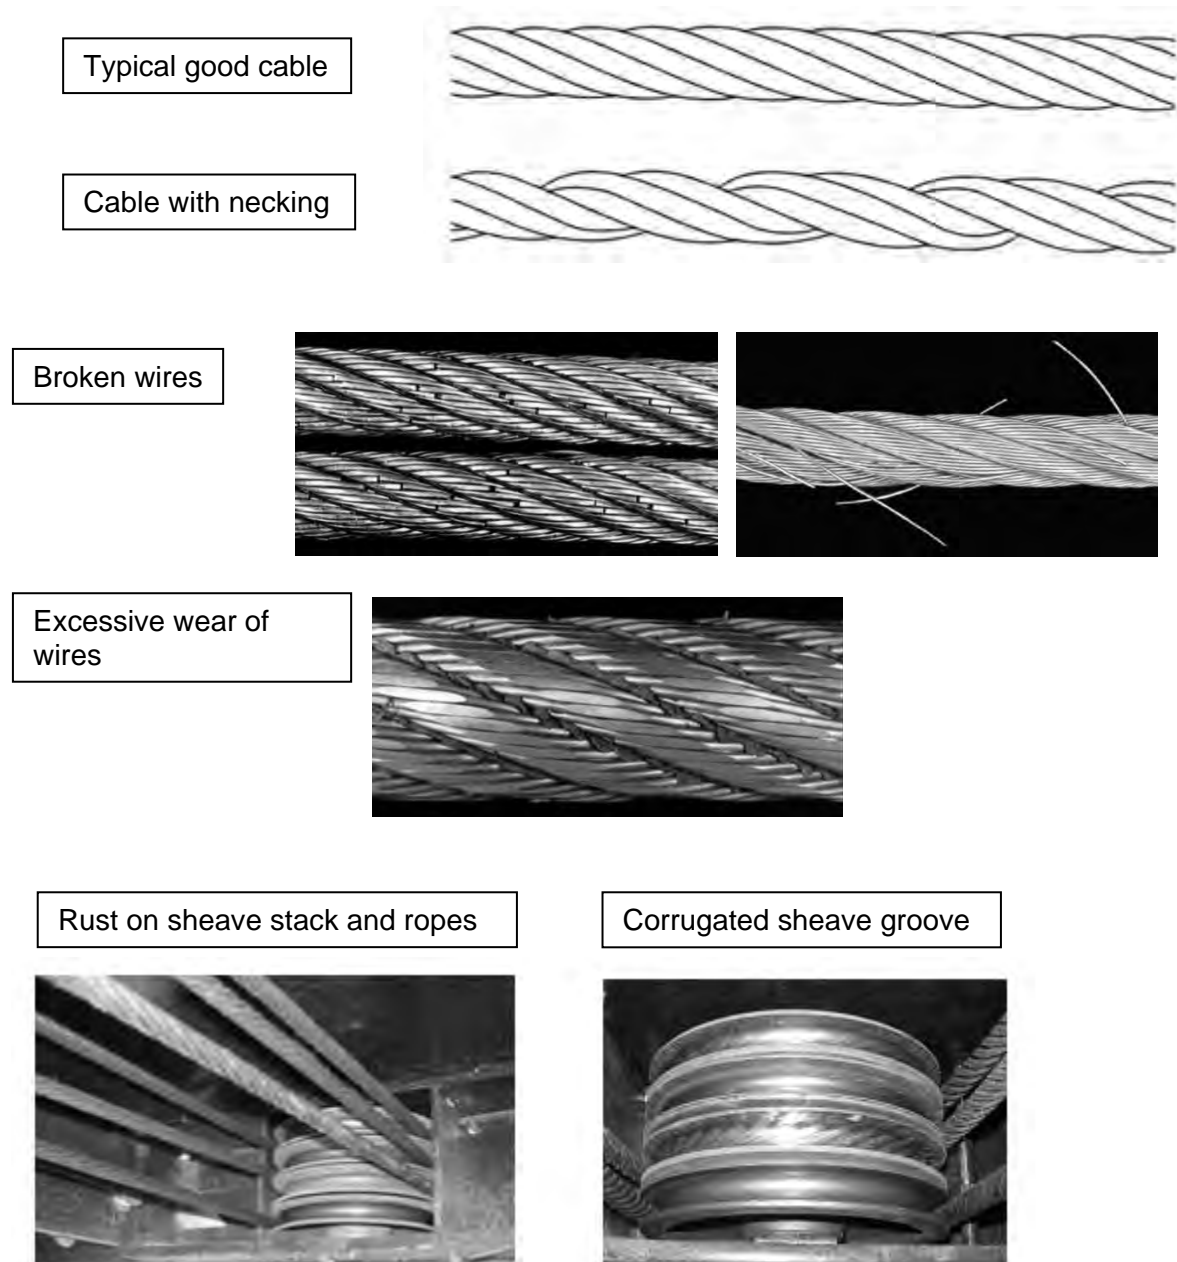 Typical good cable
Cable with necking
Broken wires
Excessive wear of
wires
Rust on sheave stack and ropes
Corrugated sheave groove